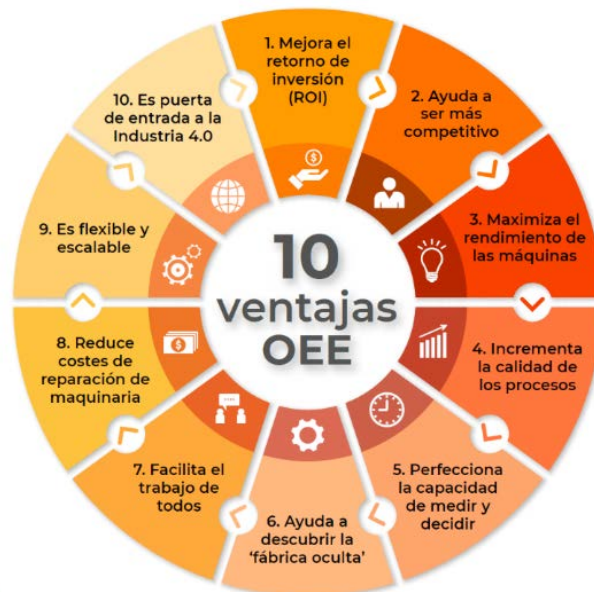 10
ventajas
OEE
1. Mejora el
retorno de
inversión
(ROI)
2. Ayuda a
ser más
competitivo
3. Maximiza el
rendimiento de
las máquinas
4. Incrementa
la calidad de
los procesos
5. Perfecciona
la capacidad
de medir y
decidir
6. Ayuda a
descubrir la
‘fábrica oculta’
7. Facilita el
trabajo de
todos
8. Reduce
costes de
reparación de
maquinaria
9. Es flexible y
escalable
10. Es puerta
de entrada a la
Industria 4.0